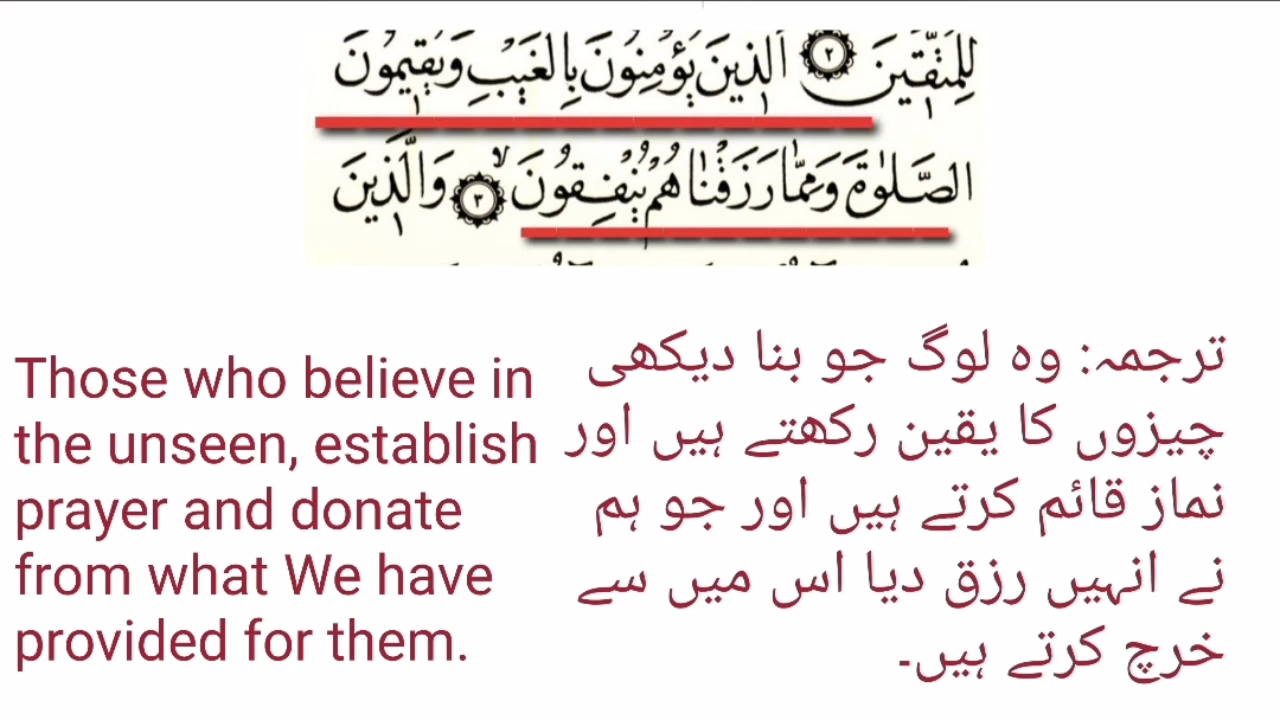 لِّلْمُتَّقِينَ ۝٢ الَّذِينَ يُؤْمِنُونَ بِالْغَيْبِ وَيُقِيمُونَ
الصَّلٰوةَ وَمِمَّا رَزَقْنٰهُمْ يُنْفِقُونَ ۙ۝٣ وَالَّذِينَ
Those who believe in
the unseen, establish
prayer and donate
from what We have
provided for them.
ترجمہ: وہ لوگ جو بنا دیکھی
چیزوں کا یقین رکھتے ہیں اور
نماز قائم کرتے ہیں اور جو ہم
نے انہیں رزق دیا اس میں سے
خرچ کرتے ہیں۔